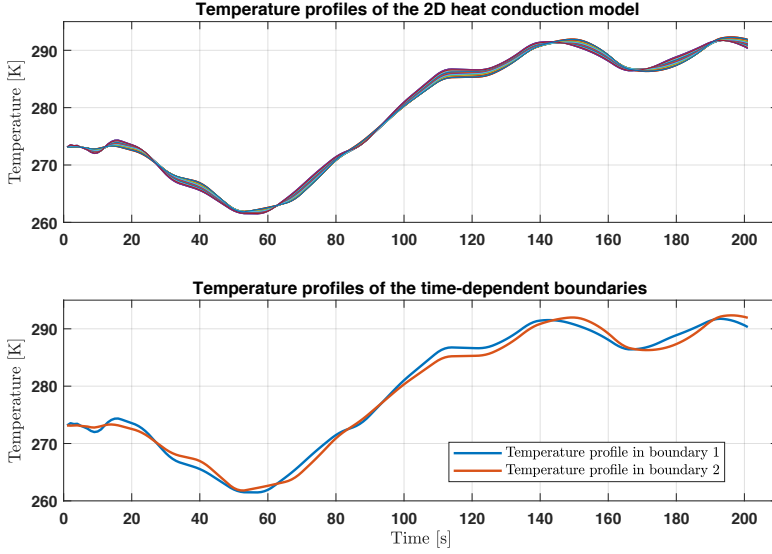 Temperature profiles of the 2D heat conduction model
Temperature [K]
290
280
270
260
0 20 40 60 80 100 120 140 160 180 200
Temperature profiles of the time-dependent boundaries
Temperature [K]
290
280
270
260
Temperature profile in boundary 1
Temperature profile in boundary 2
0 20 40 60 80 100 120 140 160 180 200
Time [s]